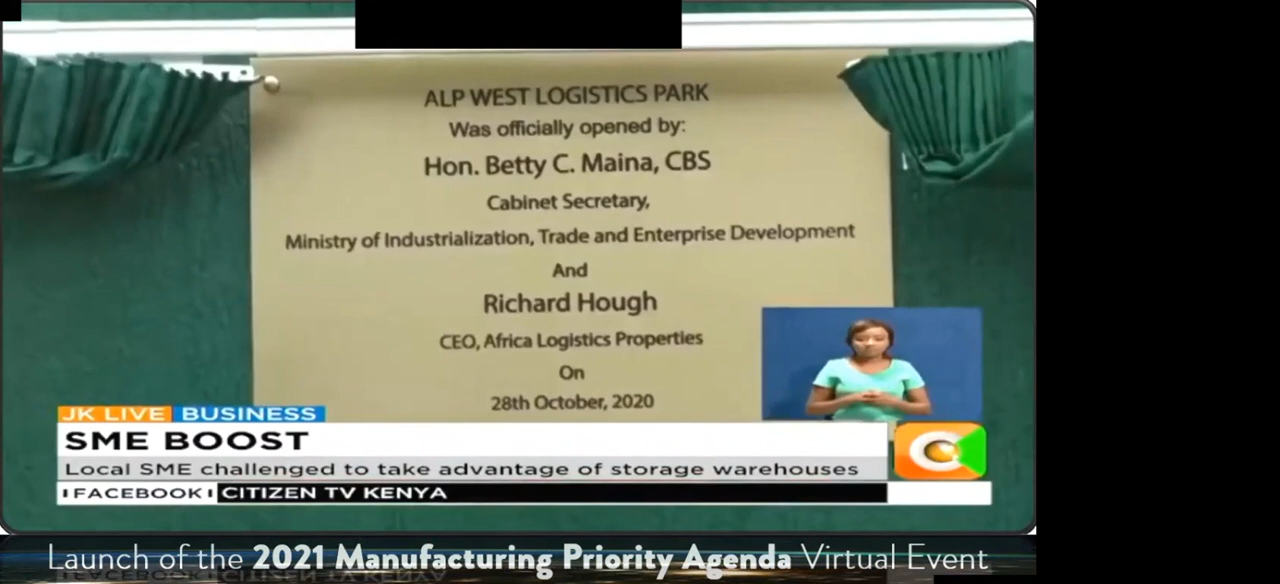 ALP WEST LOGISTICS PARK
Was officially opened by:
Hon. Betty C. Maina, CBS
Cabinet Secretary,
Ministry of Industrialization, Trade and Enterprise Development
And
Richard Hough
CEO, Africa Logistics Properties
On
28th October, 2020
JK LIVE BUSINESS
SME BOOST
Local SME challenged to take advantage of storage warehouses
FACEBOOK CITIZEN TV KENYA
Launch of the 2021 Manufacturing Priority Agenda Virtual Event